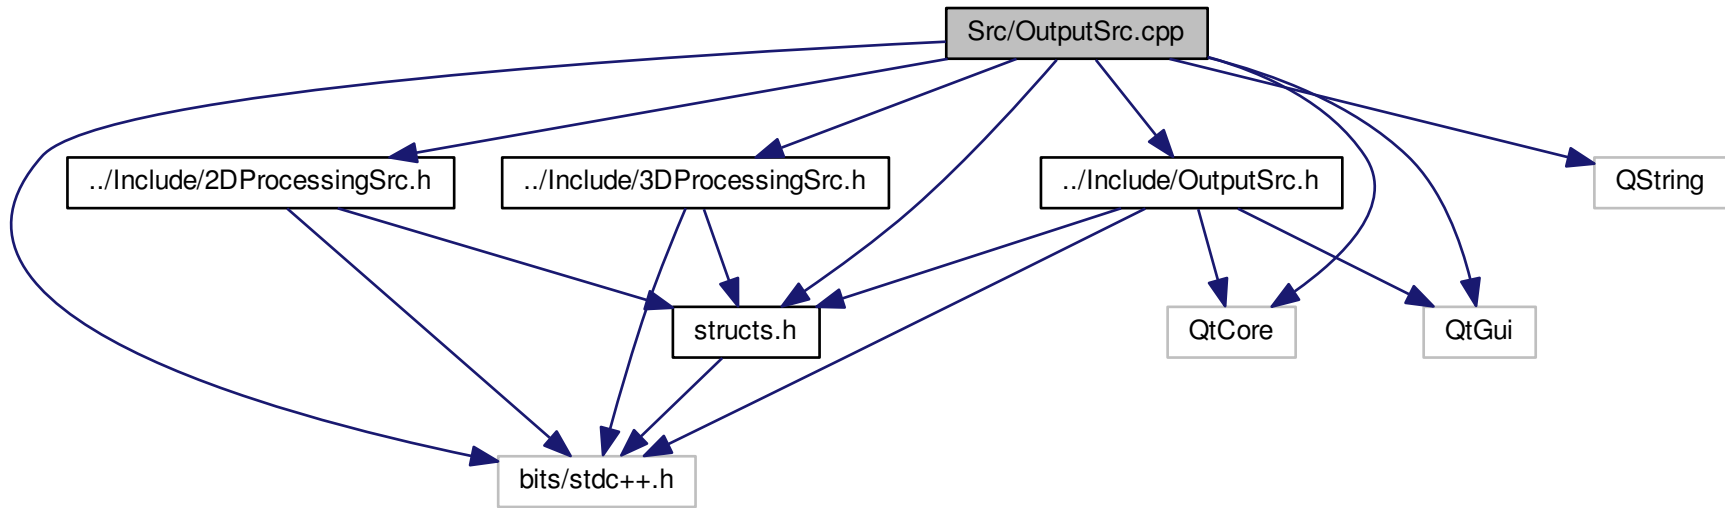 Src/OutputSrc.cpp
../Include/2DProcessingSrc.h
../Include/3DProcessingSrc.h
../Include/OutputSrc.h
QString
structs.h
QtCore
QtGui
bits/stdc++.h